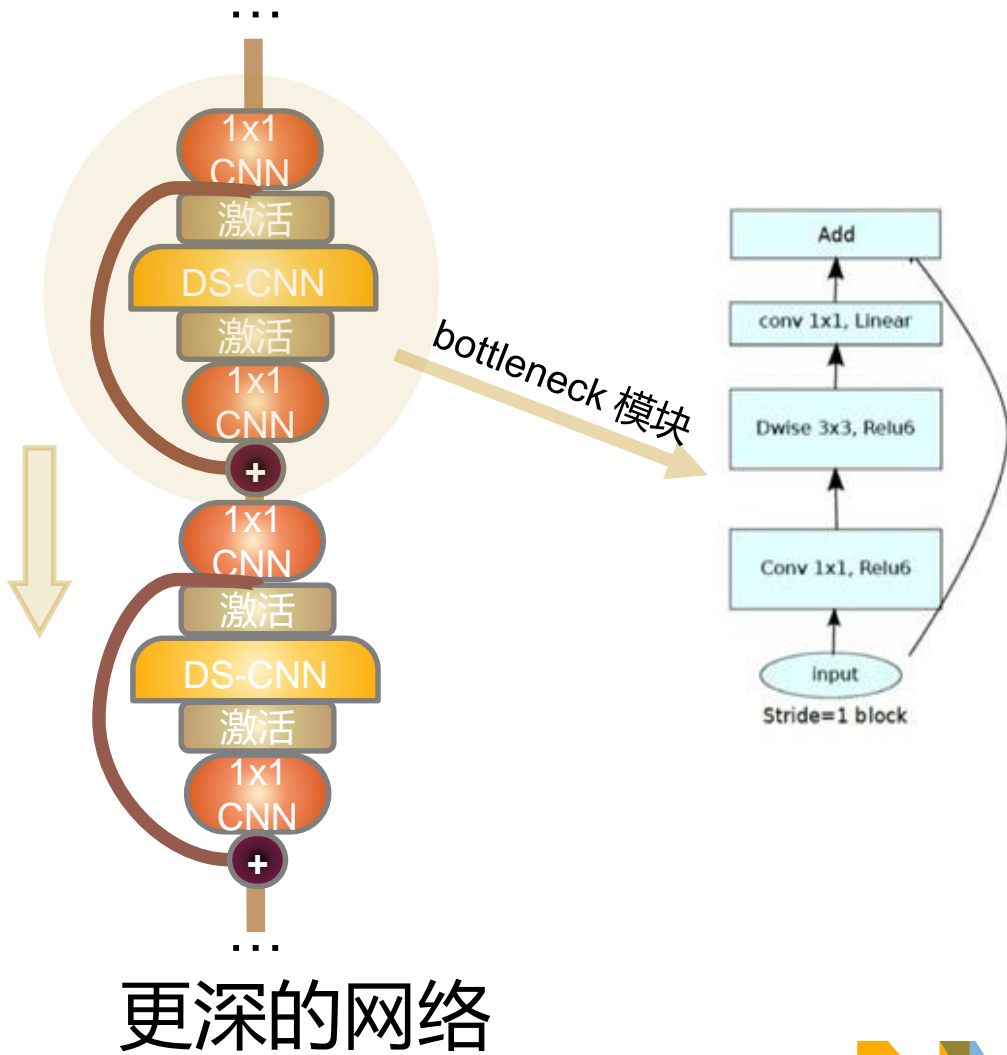 ...
1x1
CNN
激活
DS-CNN
激活
1x1
CNN
+
1x1
CNN
激活
DS-CNN
激活
1x1
CNN
+
...
更深的网络
bottleneck 模块
Add
conv 1x1, Linear
Dwise 3x3, Relu6
Conv 1x1, Relu6
input
Stride=1 block